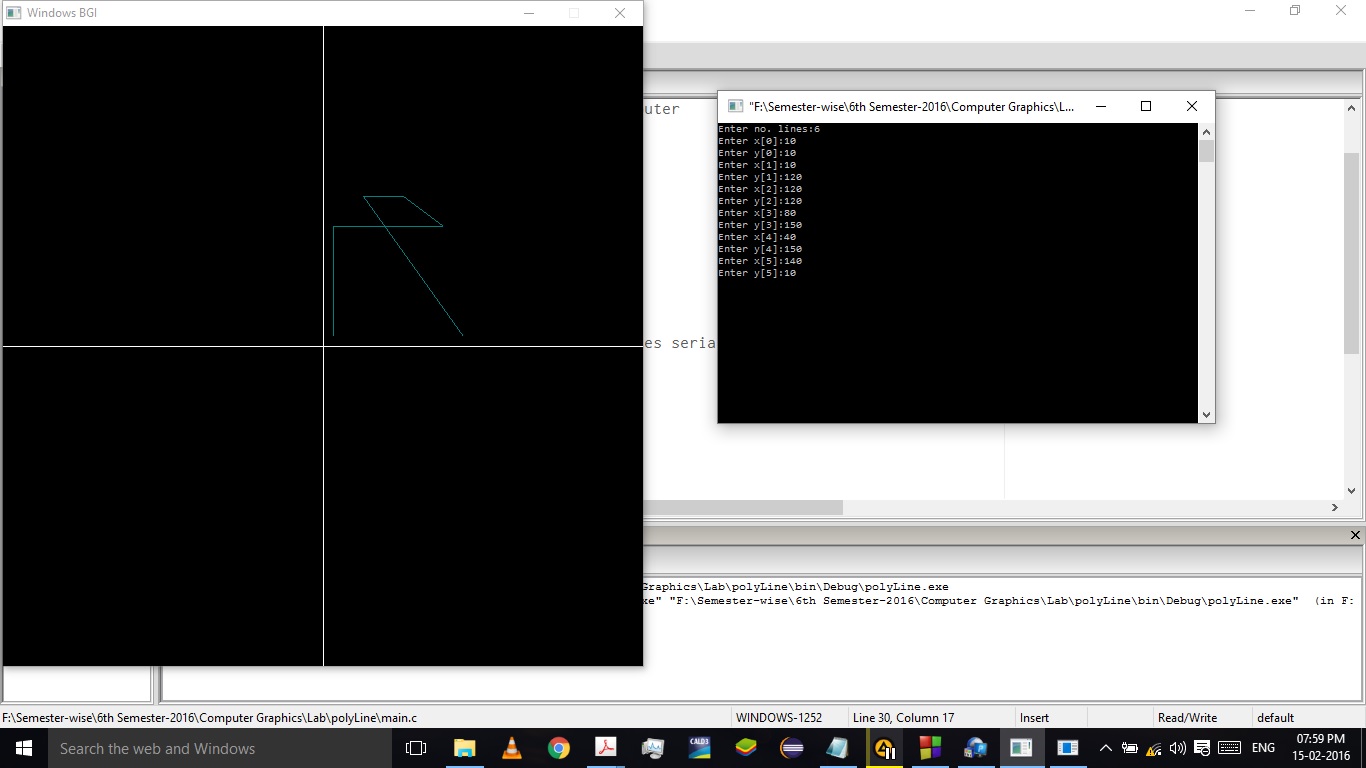 Windows BGI
uter
"F:\Semester-wise\6th Semester-2016\Computer Graphics\L...
Enter no. lines:6
Enter x[0]:10
Enter y[0]:10
Enter x[1]:10
Enter y[1]:120
Enter x[2]:120
Enter y[2]:120
Enter x[3]:80
Enter y[3]:150
Enter x[4]:40
Enter y[4]:150
Enter x[5]:140
Enter y[5]:10
es seria
Graphics\Lab\polyLine\bin\Debug\polyLine.exe
xe" "F:\Semester-wise\6th Semester-2016\Computer Graphics\Lab\polyLine\bin\Debug\polyLine.exe"  (in F:
F:\Semester-wise\6th Semester-2016\Computer Graphics\Lab\polyLine\main.c WINDOWS-1252 Line 30, Column 17 Insert Read/Write default
Search the web and Windows CALD3 ENG 07:59 PM
15-02-2016